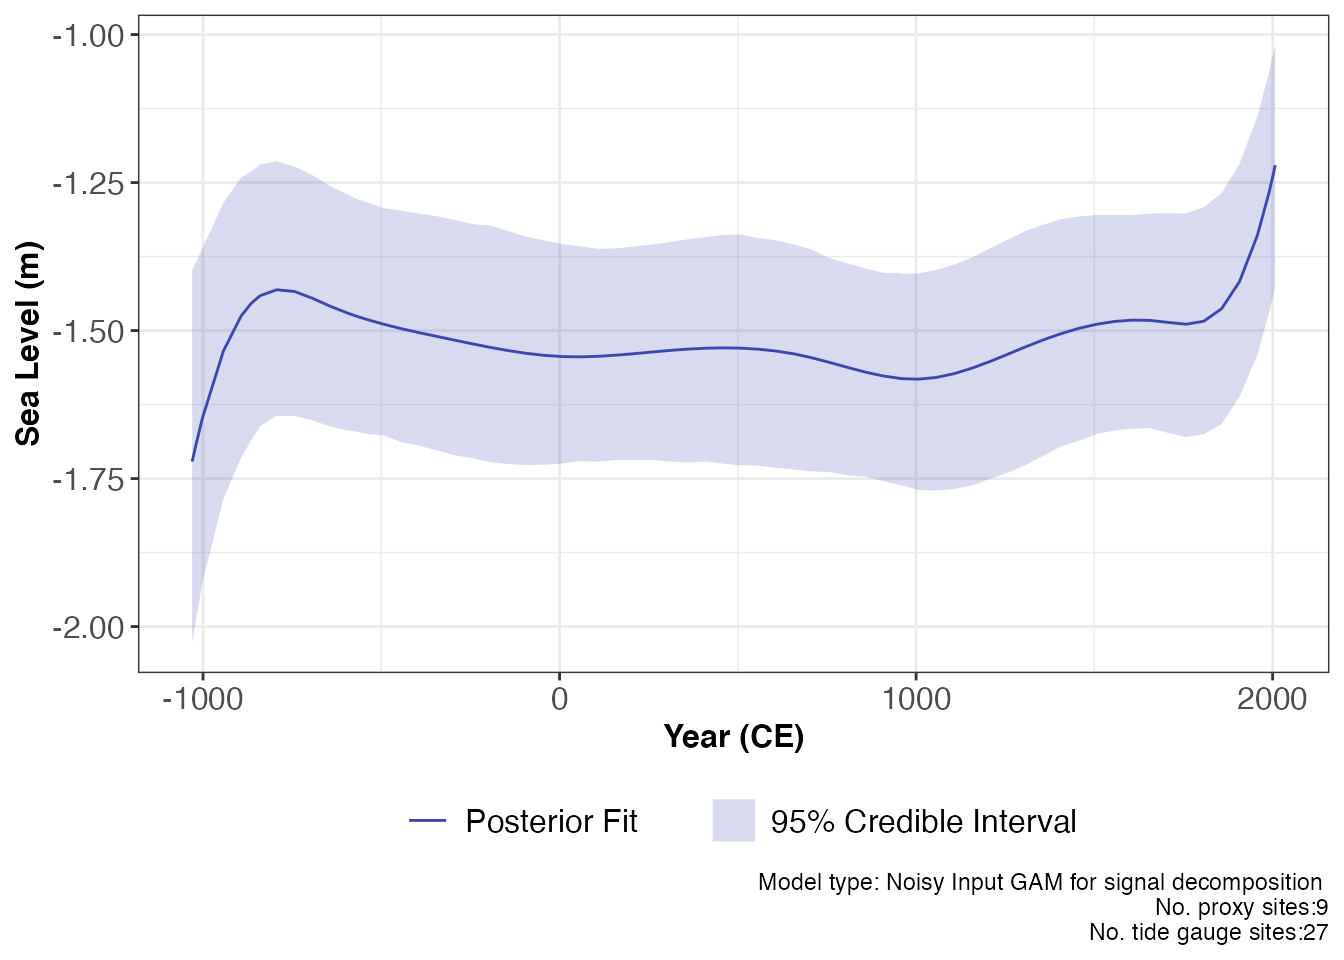 -1.00
-1.25
-1.50
-1.75
-2.00
Sea Level (m)
-1000 0 1000 2000
Year (CE)
Posterior Fit 95% Credible Interval
Model type: Noisy Input GAM for signal decomposition
No. proxy sites:9
No. tide gauge sites:27